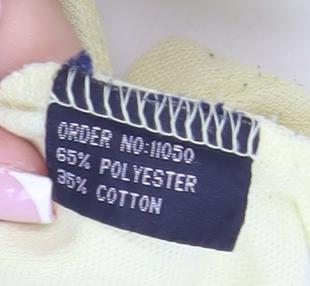 ORDER NO:11050
65% POLYESTER
35% COTTON